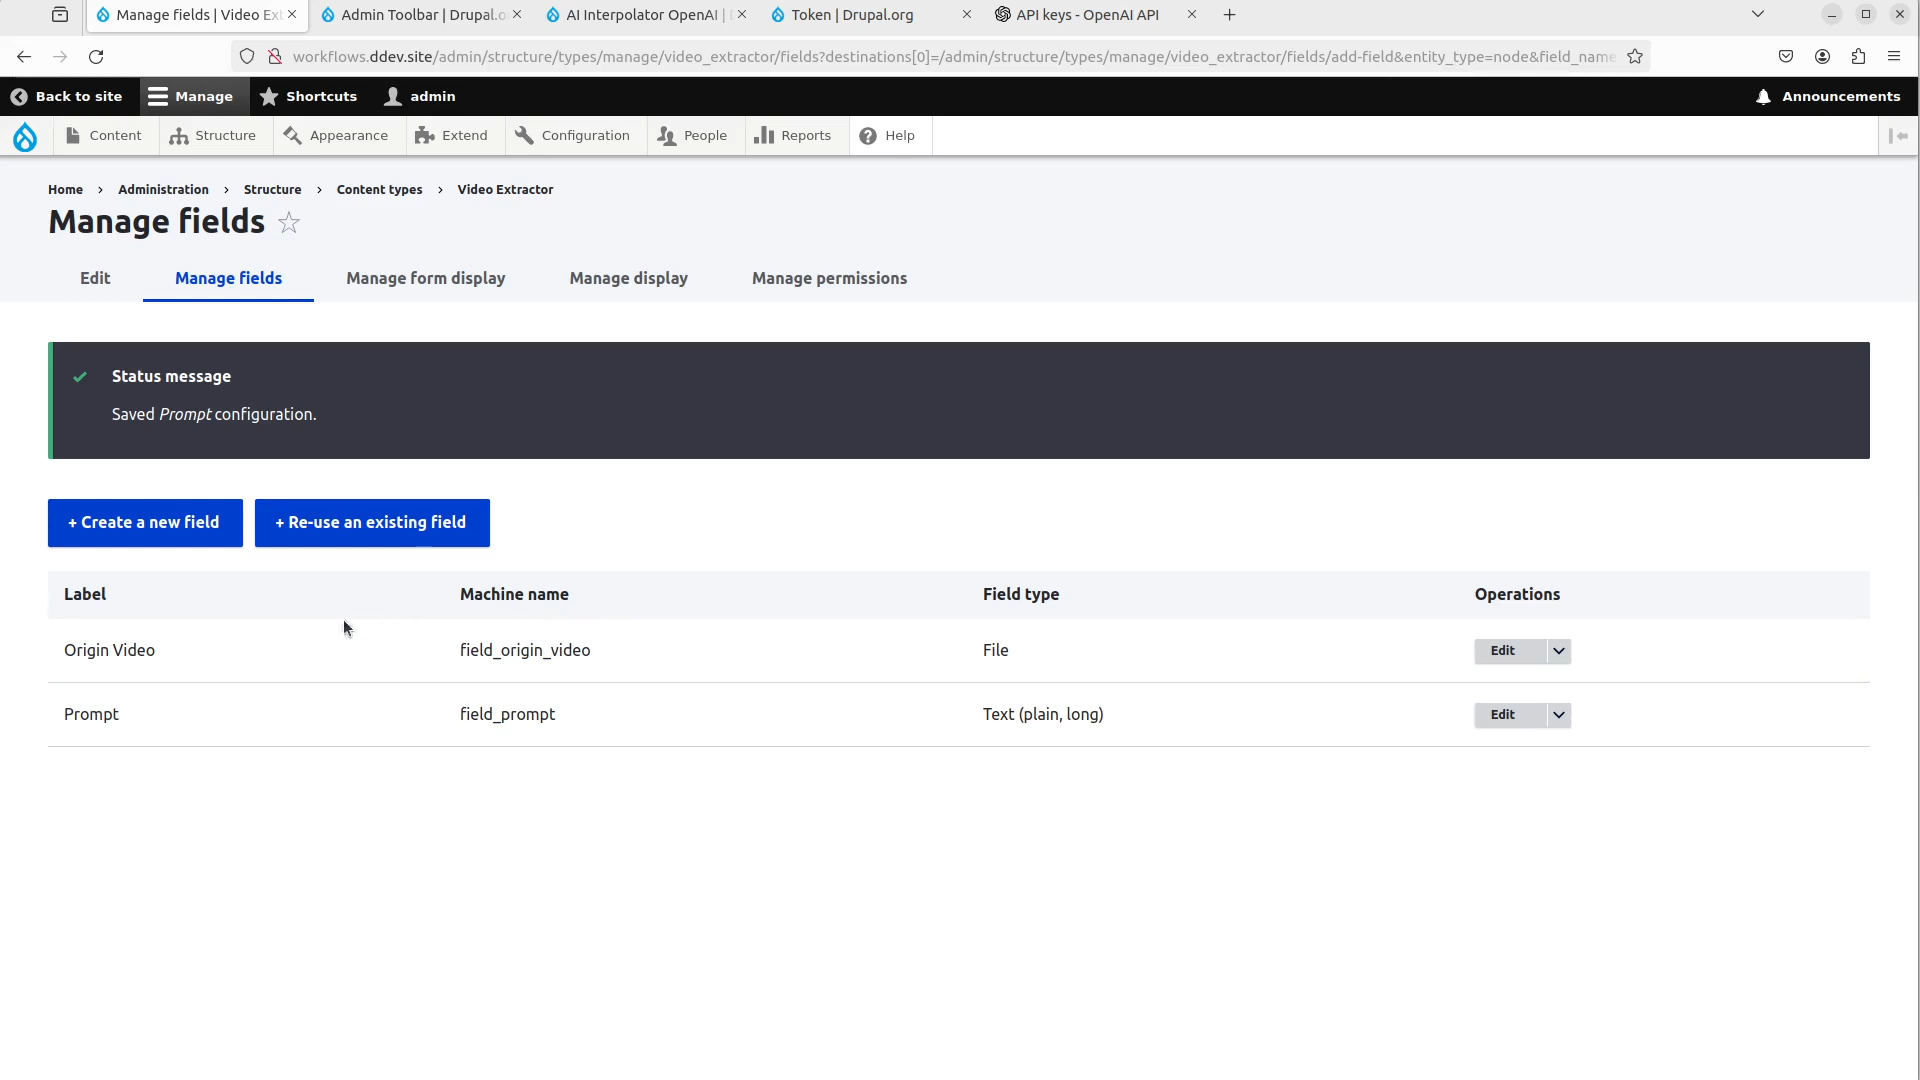 Manage fields | Video Ex
Admin Toolbar | Drupal.o
AI Interpolator OpenAI |
Token | Drupal.org
API keys - OpenAI API
workflows.ddev.site/admin/structure/types/manage/video_extractor/fields?destinations[0]=/admin/structure/types/manage/video_extractor/fields/add-field&entity_type=node&field_name
Back to site
Manage
Shortcuts
admin
Announcements
Content
Structure
Appearance
Extend
Configuration
People
Reports
Help
Home › Administration › Structure › Content types › Video Extractor
Manage fields
Edit
Manage fields
Manage form display
Manage display
Manage permissions
Status message
Saved Prompt configuration.
+ Create a new field
+ Re-use an existing field
Label Machine name Field type Operations
Origin Video field_origin_video File Edit
Prompt field_prompt Text (plain, long) Edit